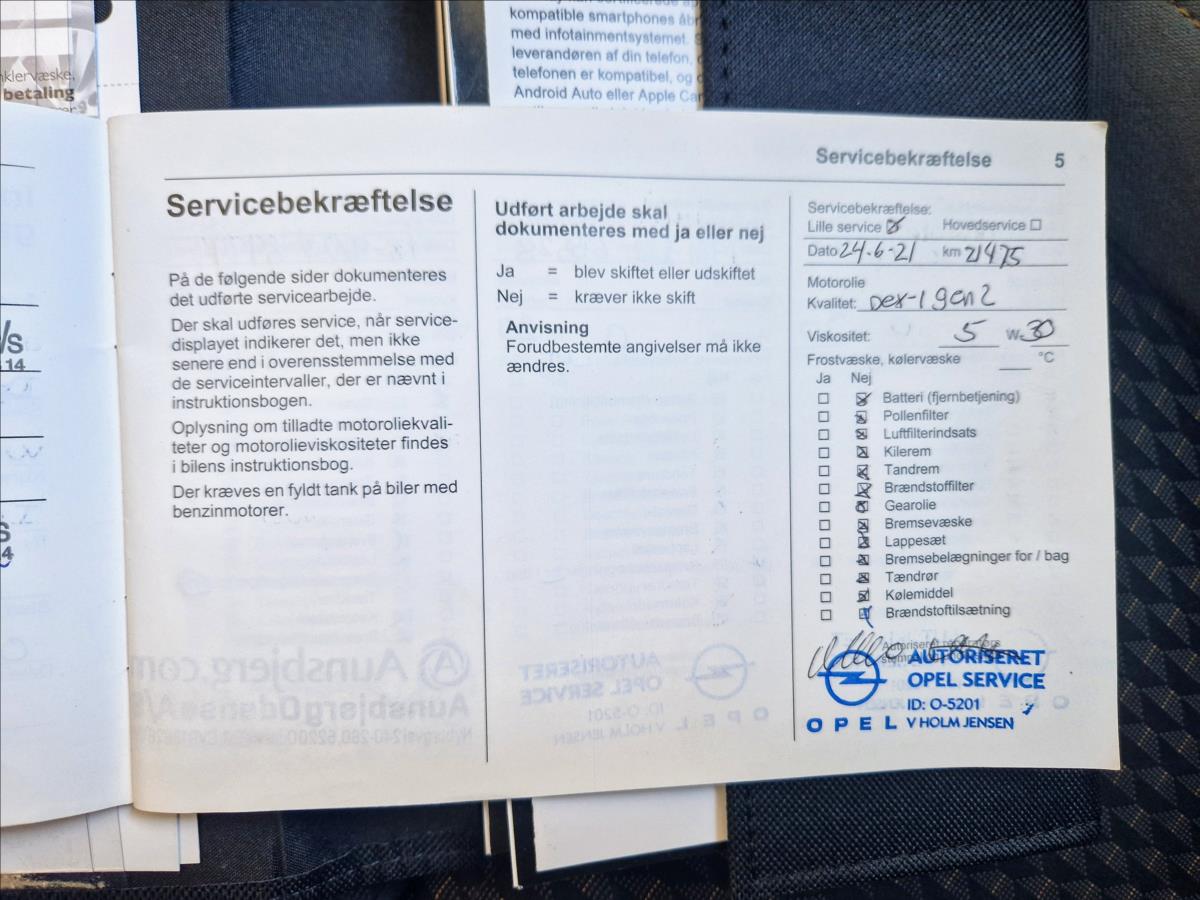 kompatible smartphones
med infotainmentsystemet.
leverandøren af din telefon,
telefonen er kompatibel, og
Android Auto eller Apple Car
klervæske,
betaling
Servicebekræftelse 5
Servicebekræftelse
På de følgende sider dokumenteres
det udførte servicearbejde.
Der skal udføres service, når service-
displayet indikerer det, men ikke
senere end i overensstemmelse med
de serviceintervaller, der er nævnt i
instruktionsbogen.
Oplysning om tilladte motoroliekvali-
teter og motorolieviskositeter findes
i bilens instruktionsbog.
Der kræves en fyldt tank på biler med
benzinmotorer.
Udført arbejde skal
dokumenteres med ja eller nej
Ja = blev skiftet eller udskiftet
Nej = kræver ikke skift
Anvisning
Forudbestemte angivelser må ikke
ændres.
Servicebekræftelse:
Lille service Hovedservice
Dato 24-6-21 km 21475
Motorolie
Kvalitet: Dex-1 gen 2
Viskositet: 5 W- 30
Frostvæske, kølervæske °C
Ja Nej
Batteri (fjernbetjening)
Pollenfilter
Luftfilterindsats
Kilerem
Tandrem
Brændstoffilter
Gearolie
Bremsevæske
Lappesæt
Bremsebelægninger for / bag
Tændrør
Kølemiddel
Brændstoftilsætning
AUTORISERET
OPEL SERVICE
ID: O-5201
OPEL V HOLM JENSEN